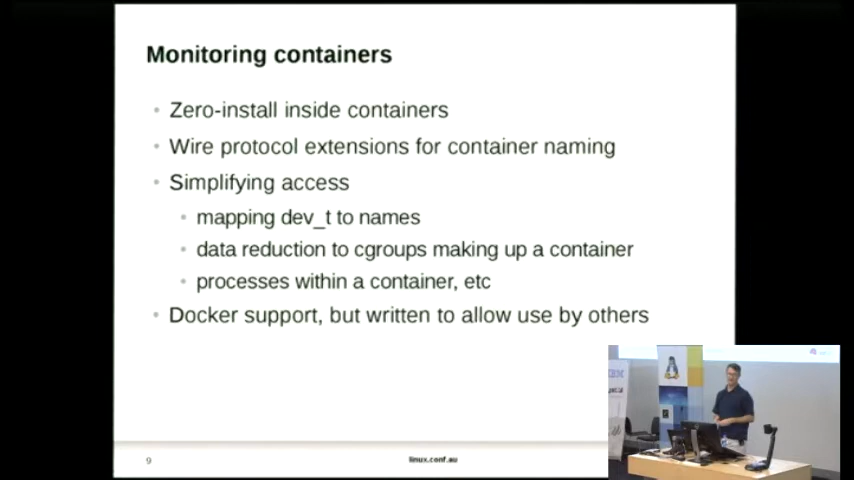 Monitoring containers
Zero-install inside containers
Wire protocol extensions for container naming
Simplifying access
mapping dev_t to names
data reduction to cgroups making up a container
processes within a container, etc
Docker support, but written to allow use by others
9
linux.conf.au
IBM